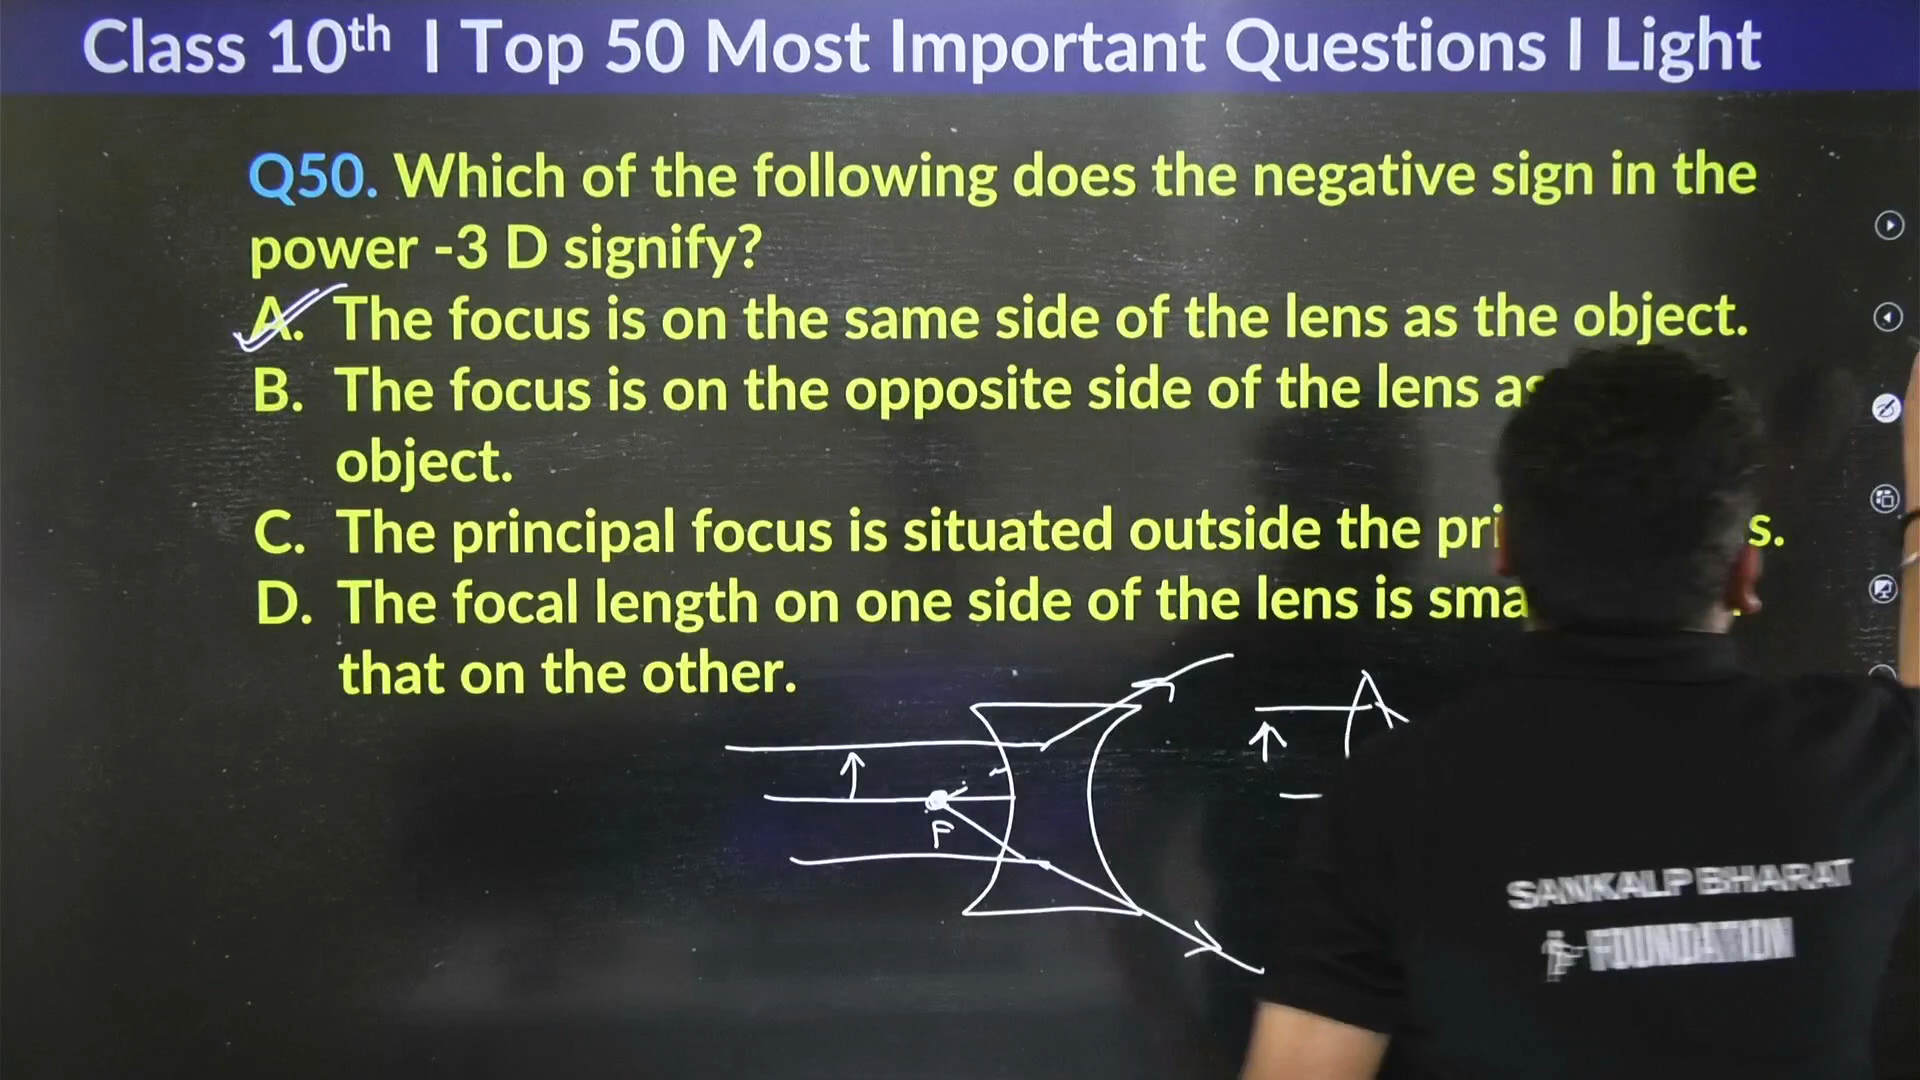 Class 10th I Top 50 Most Important Questions I Light
Q50. Which of the following does the negative sign in the
power -3 D signify?
A. The focus is on the same side of the lens as the object.
B. The focus is on the opposite side of the lens as
object.
C. The principal focus is situated outside the
D. The focal length on one side of the lens is
that on the other.
A
F
SANKALP BHARAT
FOUNDATION